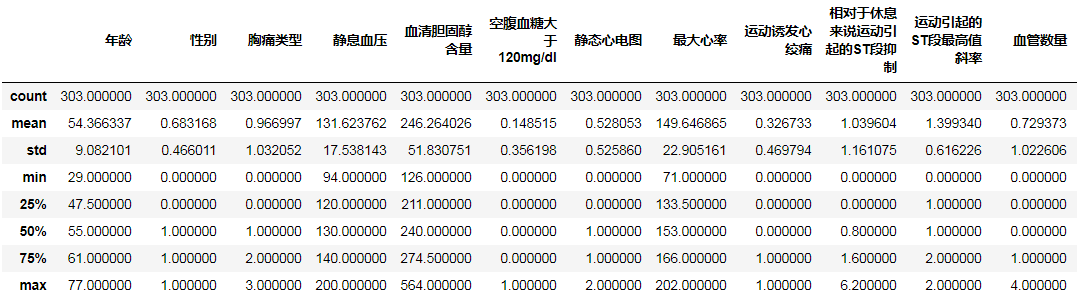 年龄 性别 胸痛类型 静息血压 血清胆固醇含量 空腹血糖大于120mg/dl 静态心电图 最大心率 运动诱发心绞痛 相对于休息来说运动引起的ST段抑制 运动引起的ST段最高值斜率 血管数量
count 303.000000 303.000000 303.000000 303.000000 303.000000 303.000000 303.000000 303.000000 303.000000 303.000000 303.000000 303.000000
mean 54.366337 0.683168 0.966997 131.623762 246.264026 0.148515 0.528053 149.646865 0.326733 1.039604 1.399340 0.729373
std 9.082101 0.466011 1.032052 17.538143 51.830751 0.356198 0.525860 22.905161 0.469794 1.161075 0.616226 1.022606
min 29.000000 0.000000 0.000000 94.000000 126.000000 0.000000 0.000000 71.000000 0.000000 0.000000 0.000000 0.000000
25% 47.500000 0.000000 0.000000 120.000000 211.000000 0.000000 0.000000 133.500000 0.000000 0.000000 1.000000 0.000000
50% 55.000000 1.000000 1.000000 130.000000 240.000000 0.000000 1.000000 153.000000 0.000000 0.800000 1.000000 0.000000
75% 61.000000 1.000000 2.000000 140.000000 274.500000 0.000000 1.000000 166.000000 1.000000 1.600000 2.000000 1.000000
max 77.000000 1.000000 3.000000 200.000000 564.000000 1.000000 2.000000 202.000000 1.000000 6.200000 2.000000 4.000000